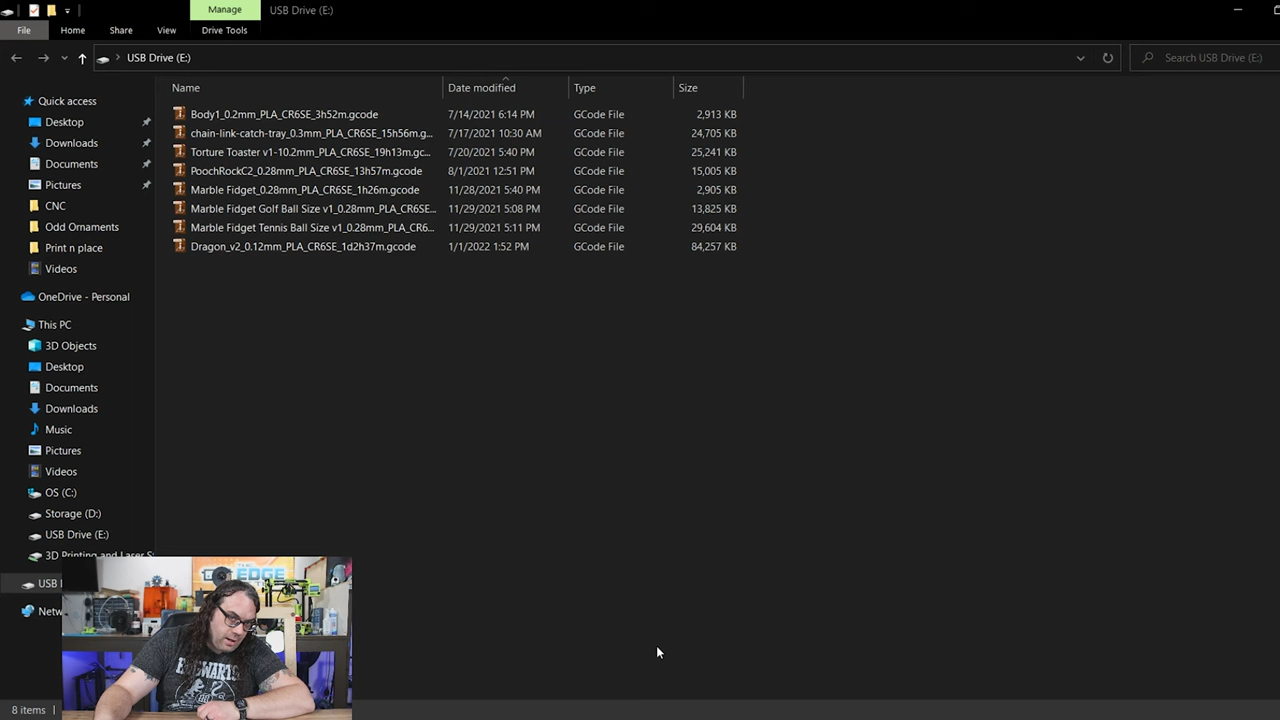 Manage
USB Drive (E:)
File
Home
Share
View
Drive Tools
USB Drive (E:)
Search USB Drive (E:)
Name
Date modified
Type
Size
Body1_0.2mm_PLA_CR6SE_3h52m.gcode 7/14/2021 6:14 PM GCode File 2,913 KB
chain-link-catch-tray_0.3mm_PLA_CR6SE_15h56m.g... 7/17/2021 10:30 AM GCode File 24,705 KB
Torture Toaster v1-10.2mm_PLA_CR6SE_19h13m.gc... 7/20/2021 5:40 PM GCode File 25,241 KB
PoochRockC2_0.28mm_PLA_CR6SE_13h57m.gcode 8/1/2021 12:51 PM GCode File 15,005 KB
Marble Fidget_0.28mm_PLA_CR6SE_1h26m.gcode 11/28/2021 5:40 PM GCode File 2,905 KB
Marble Fidget Golf Ball Size v1_0.28mm_PLA_CR6SE... 11/29/2021 5:08 PM GCode File 13,825 KB
Marble Fidget Tennis Ball Size v1_0.28mm_PLA_CR6... 11/29/2021 5:11 PM GCode File 29,604 KB
Dragon_v2_0.12mm_PLA_CR6SE_1d2h37m.gcode 1/1/2022 1:52 PM GCode File 84,257 KB
Quick access
Desktop
Downloads
Documents
Pictures
CNC
Odd Ornaments
Print n place
Videos
OneDrive - Personal
This PC
3D Objects
Desktop
Documents
Downloads
Music
Pictures
Videos
OS (C:)
Storage (D:)
USB Drive (E:)
3D Printing and Laser S
USB
Netw
EDGE
HOGWARTS
8 items